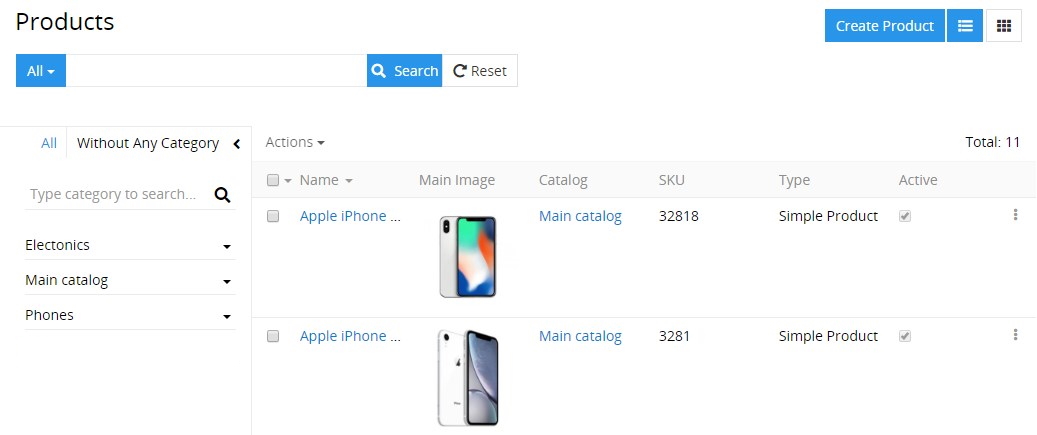 Products
Create Product
All
Search
Reset
All
Without Any Category
Actions
Total: 11
Type category to search...
Name
Main Image
Catalog
SKU
Type
Active
Apple iPhone ...
Main catalog
32818
Simple Product
Electonics
Main catalog
Phones
Apple iPhone ...
Main catalog
3281
Simple Product